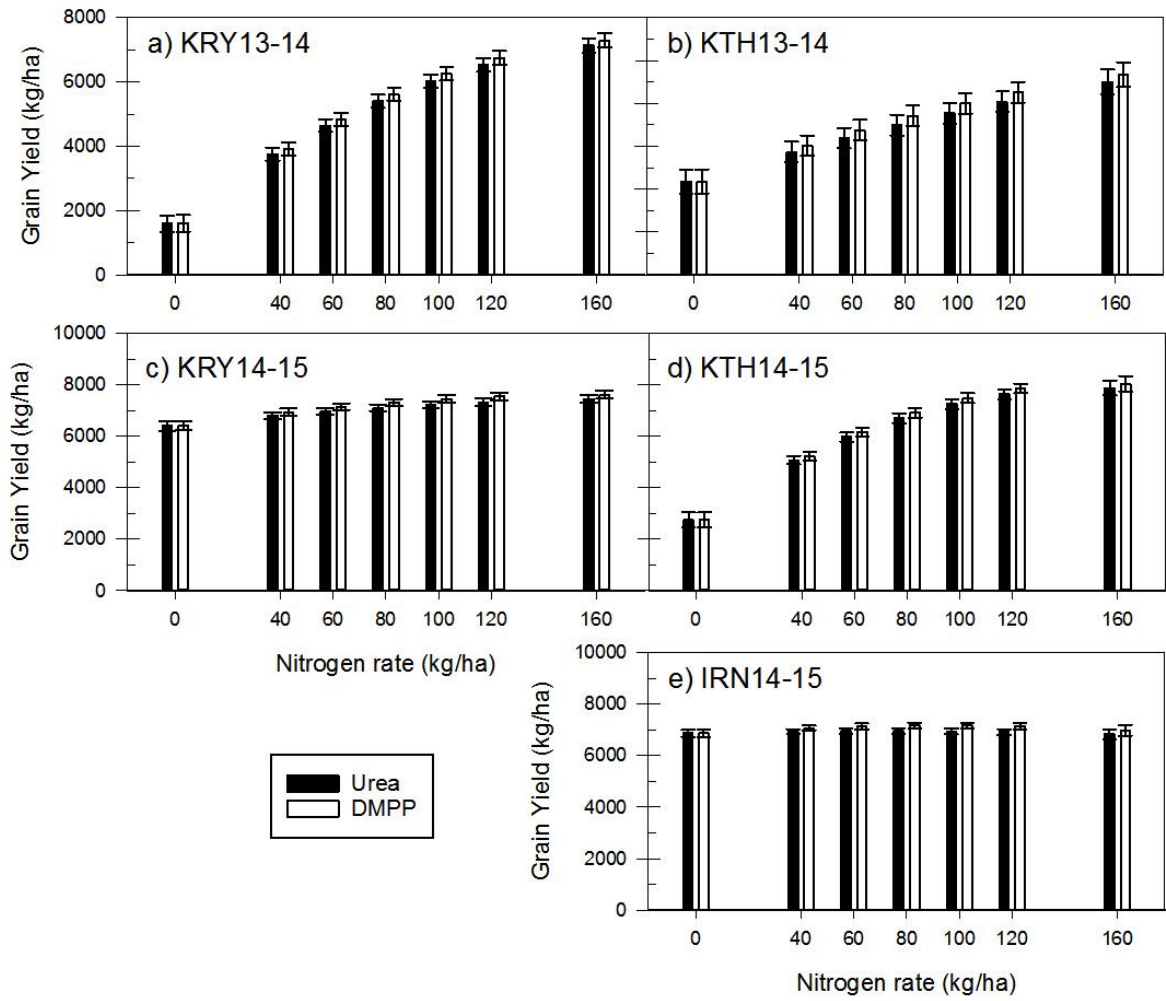 a) KRY13-14
b) KTH13-14
Grain Yield (kg/ha)
8000
6000
4000
2000
0
0 40 60 80 100 120 160
0 40 60 80 100 120 160
c) KRY14-15
d) KTH14-15
Grain Yield (kg/ha)
10000
8000
6000
4000
2000
0
0 40 60 80 100 120 160
0 40 60 80 100 120 160
Nitrogen rate (kg/ha)
e) IRN14-15
Grain Yield (kg/ha)
10000
8000
6000
4000
2000
0
0 40 60 80 100 120 160
Nitrogen rate (kg/ha)
Urea
DMPP